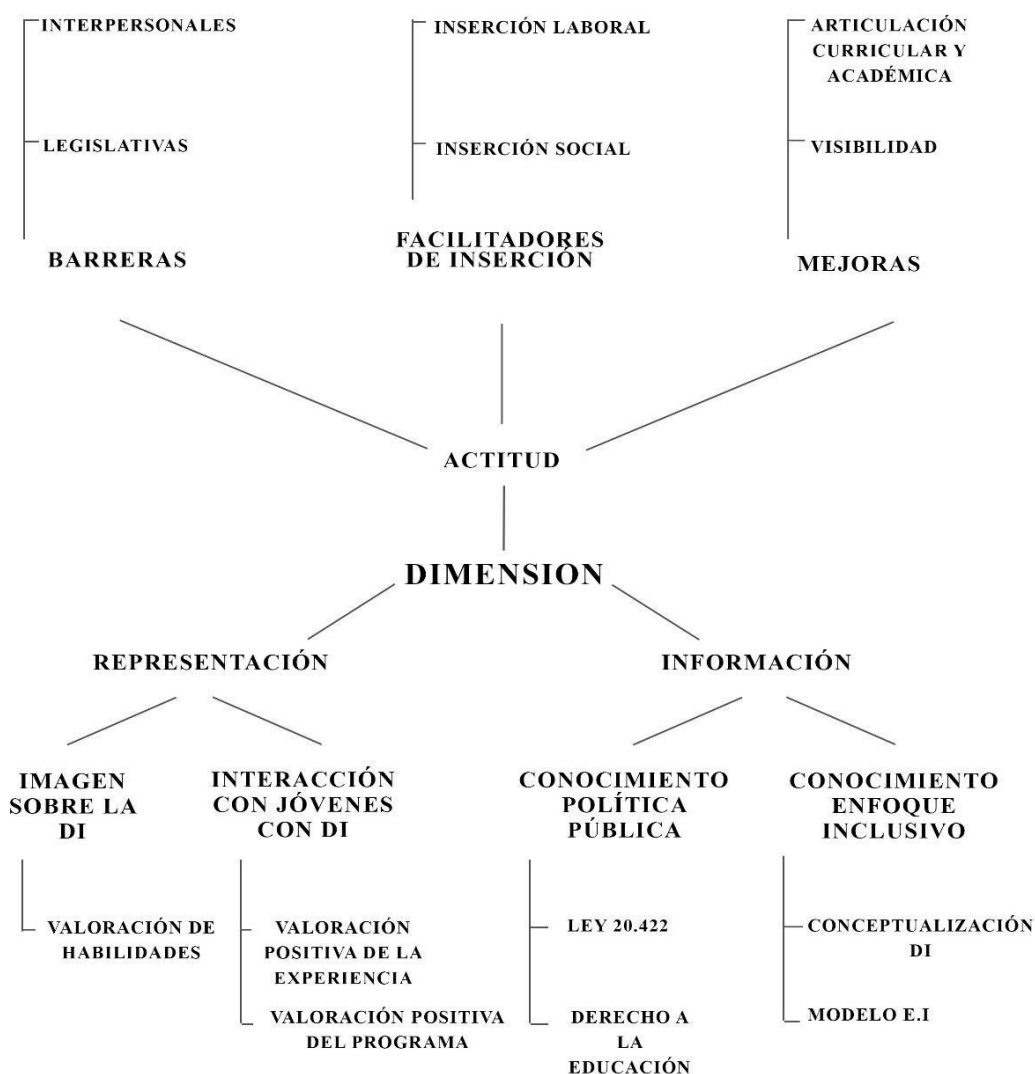 INTERPERSONALES
LEGISLATIVAS
BARRERAS
INSERCIÓN LABORAL
INSERCIÓN SOCIAL
FACILITADORES
DE INSERCIÓN
ARTICULACIÓN
CURRICULAR Y
ACADÉMICA
VISIBILIDAD
MEJORAS
ACTITUD
DIMENSION
REPRESENTACIÓN
INFORMACIÓN
IMAGEN
SOBRE LA
DI
VALORACIÓN DE
HABILIDADES
INTERACCIÓN
CON JÓVENES
CON DI
VALORACIÓN
POSITIVA DE LA
EXPERIENCIA
VALORACIÓN POSITIVA
DEL PROGRAMA
CONOCIMIENTO
POLÍTICA
PÚBLICA
LEY 20.422
DERECHO A
LA
EDUCACIÓN
CONOCIMIENTO
ENFOQUE
INCLUSIVO
CONCEPTUALIZACIÓN
DI
MODELO E.I